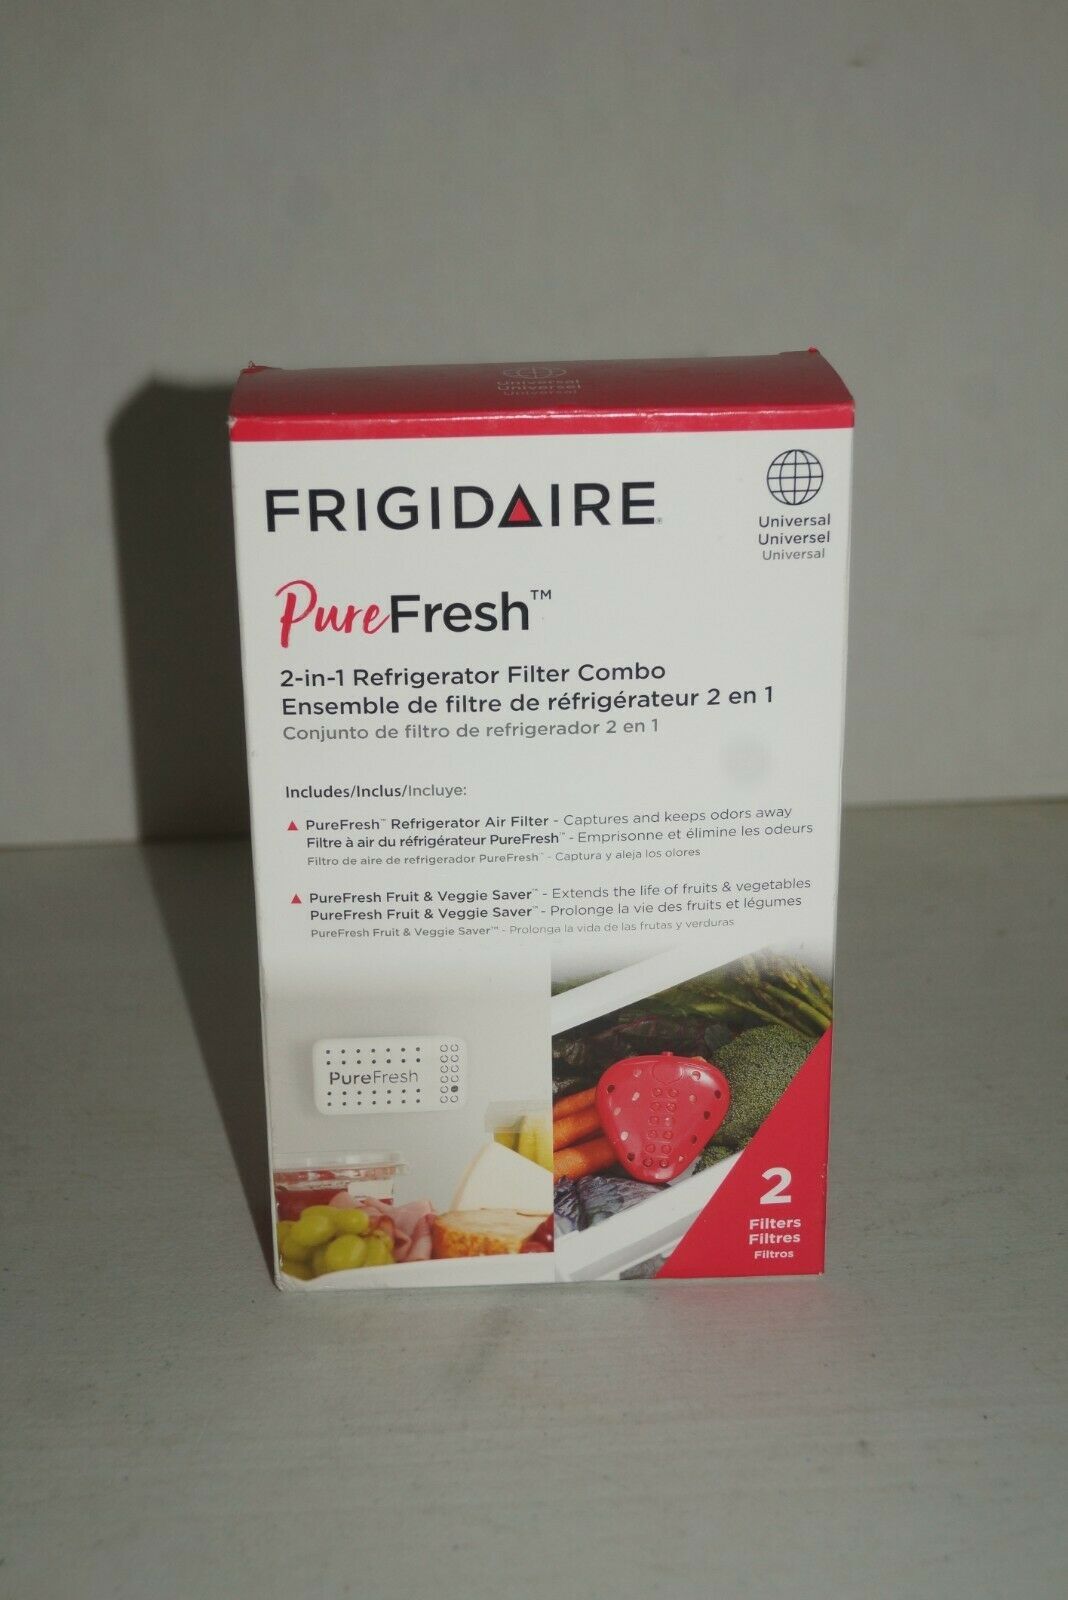 Universal
Universel
Universal
FRIGIDAIRE®
Universal
Universel
Universal
PureFresh™
2-in-1 Refrigerator Filter Combo
Ensemble de filtre de réfrigérateur 2 en 1
Conjunto de filtro de refrigerador 2 en 1
Includes/Inclus/Incluye:
PureFresh™ Refrigerator Air Filter - Captures and keeps odors away
Filtre à air du réfrigérateur PureFresh™ - Emprisonne et élimine les odeurs
Filtro de aire de refrigerador PureFresh™ - Captura y aleja los olores
PureFresh Fruit & Veggie Saver™ - Extends the life of fruits & vegetables
PureFresh Fruit & Veggie Saver™ - Prolonge la vie des fruits et légumes
PureFresh Fruit & Veggie Saver™ - Prolonga la vida de las frutas y verduras
PureFresh
2
Filters
Filtres
Filtros